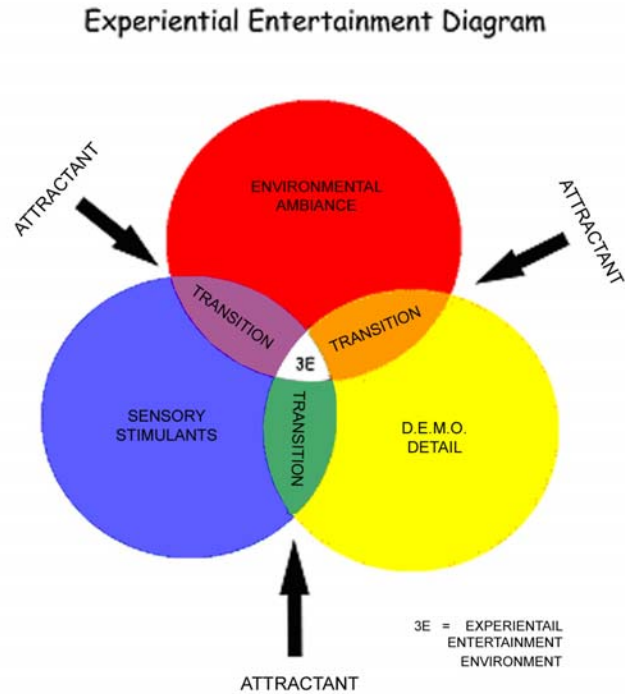 Experiential Entertainment Diagram
ATTRACTANT
ENVIRONMENTAL
AMBIANCE
ATTRACTANT
TRANSITION
TRANSITION
3E
SENSORY
STIMULANTS
TRANSITION
D.E.M.O.
DETAIL
3E = EXPERIENTAIL
ENTERTAINMENT
ENVIRONMENT
ATTRACTANT